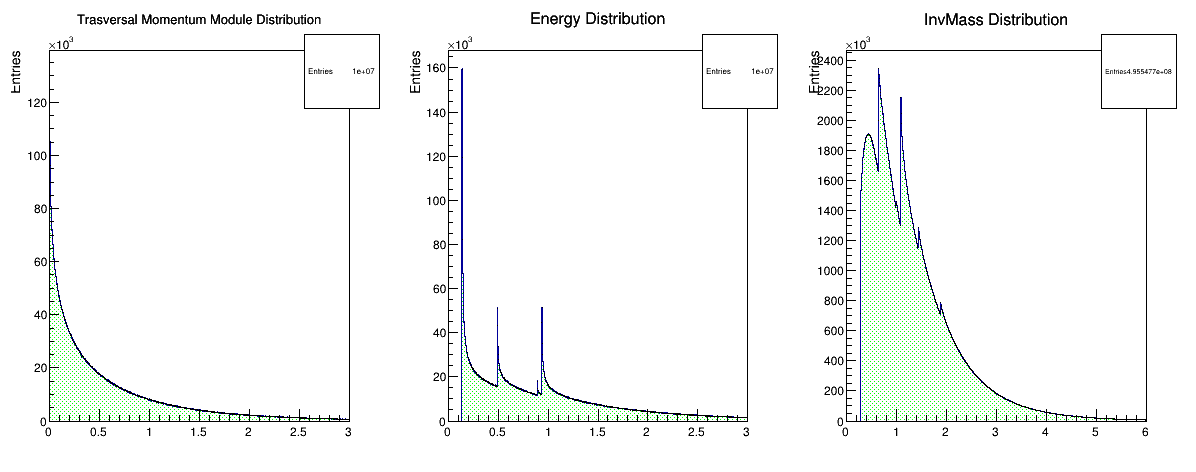 Trasversal Momentum Module Distribution
×10³
Entries
Entries 1e+07
120
100
80
60
40
20
0
0 0.5 1 1.5 2 2.5 3
Energy Distribution
×10³
Entries
Entries 1e+07
160
140
120
100
80
60
40
20
0
0 0.5 1 1.5 2 2.5 3
InvMass Distribution
×10³
Entries
Entries4.955477e+08
2400
2200
2000
1800
1600
1400
1200
1000
800
600
400
200
0
0 1 2 3 4 5 6